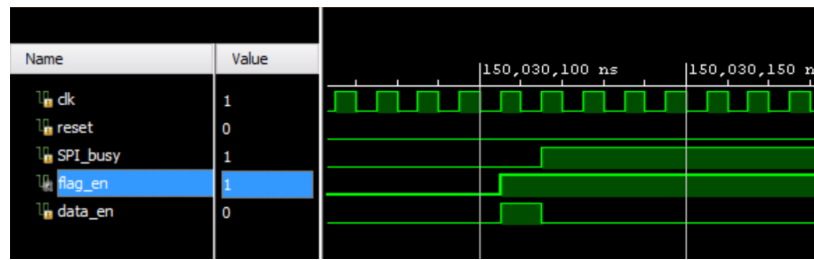 Name Value
150,030,100 ns 150,030,150 n
clk 1
reset 0
SPI_busy 1
flag_en 1
data_en 0